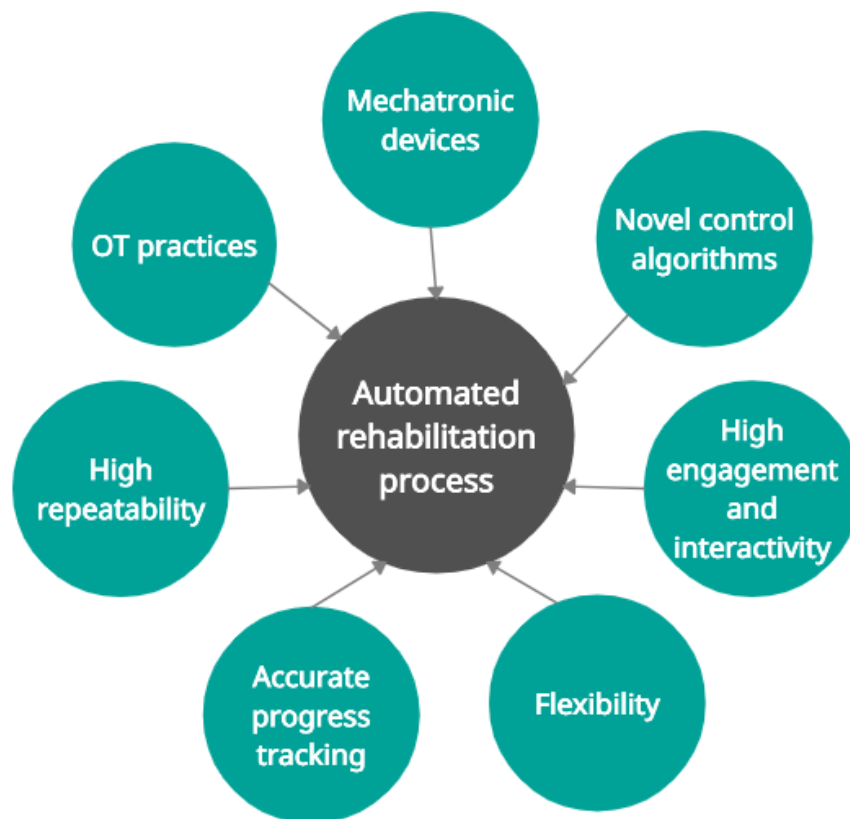 Mechatronic
devices
OT practices
Novel control
algorithms
Automated
rehabilitation
process
High
repeatability
High
engagement
and
interactivity
Accurate
progress
tracking
Flexibility